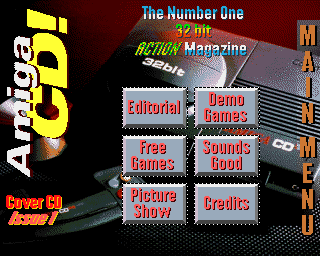 Amiga
CD!
The Number One
32 bit
ACTION Magazine
32bit
MAIN MENU
Editorial
Demo
Games
Free
Games
Sounds
Good
Picture
Show
Credits
CD
Cover CD
Issue 1